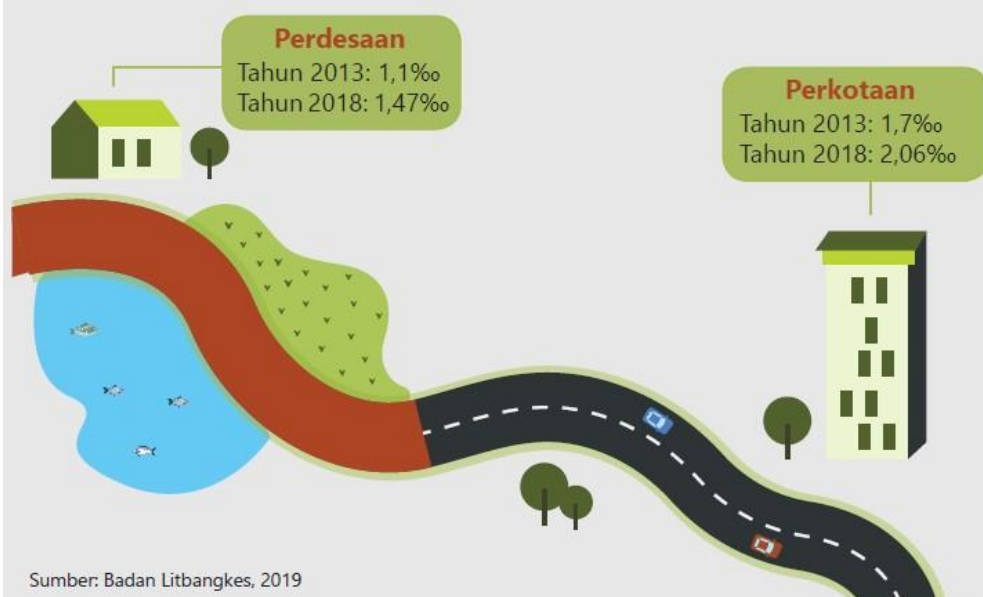 Perdesaan
Tahun 2013: 1,1‰
Tahun 2018: 1,47‰
Perkotaan
Tahun 2013: 1,7‰
Tahun 2018: 2,06‰
Sumber: Badan Litbangkes, 2019